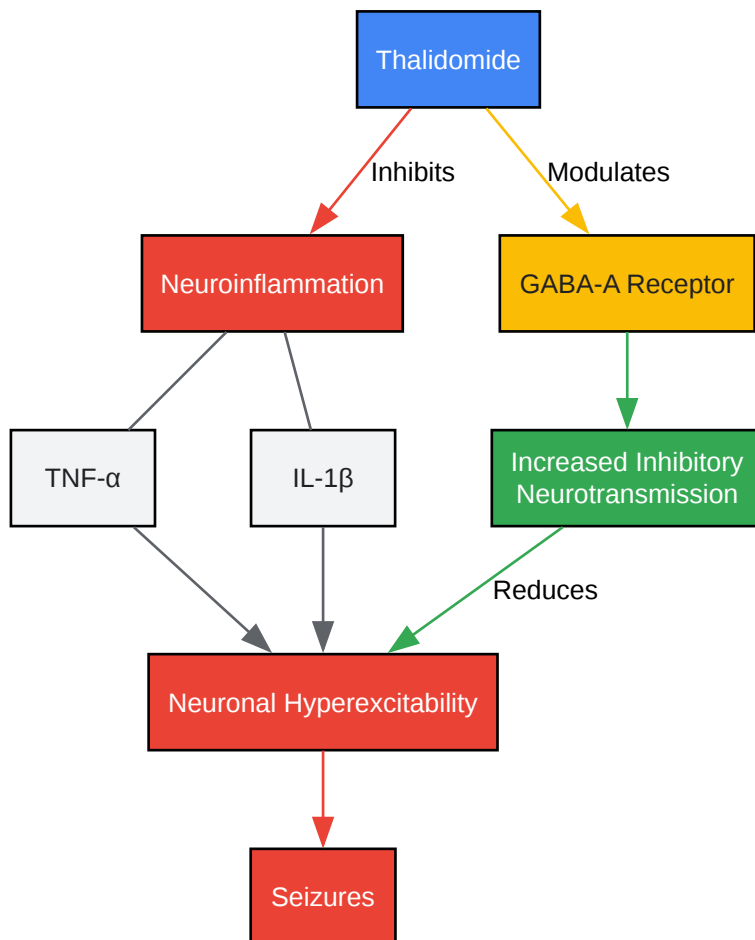 Thalidomide
Inhibits
Modulates
Neuroinflammation
GABA-A Receptor
TNF-α
IL-1β
Increased Inhibitory
Neurotransmission
Reduces
Neuronal Hyperexcitability
Seizures